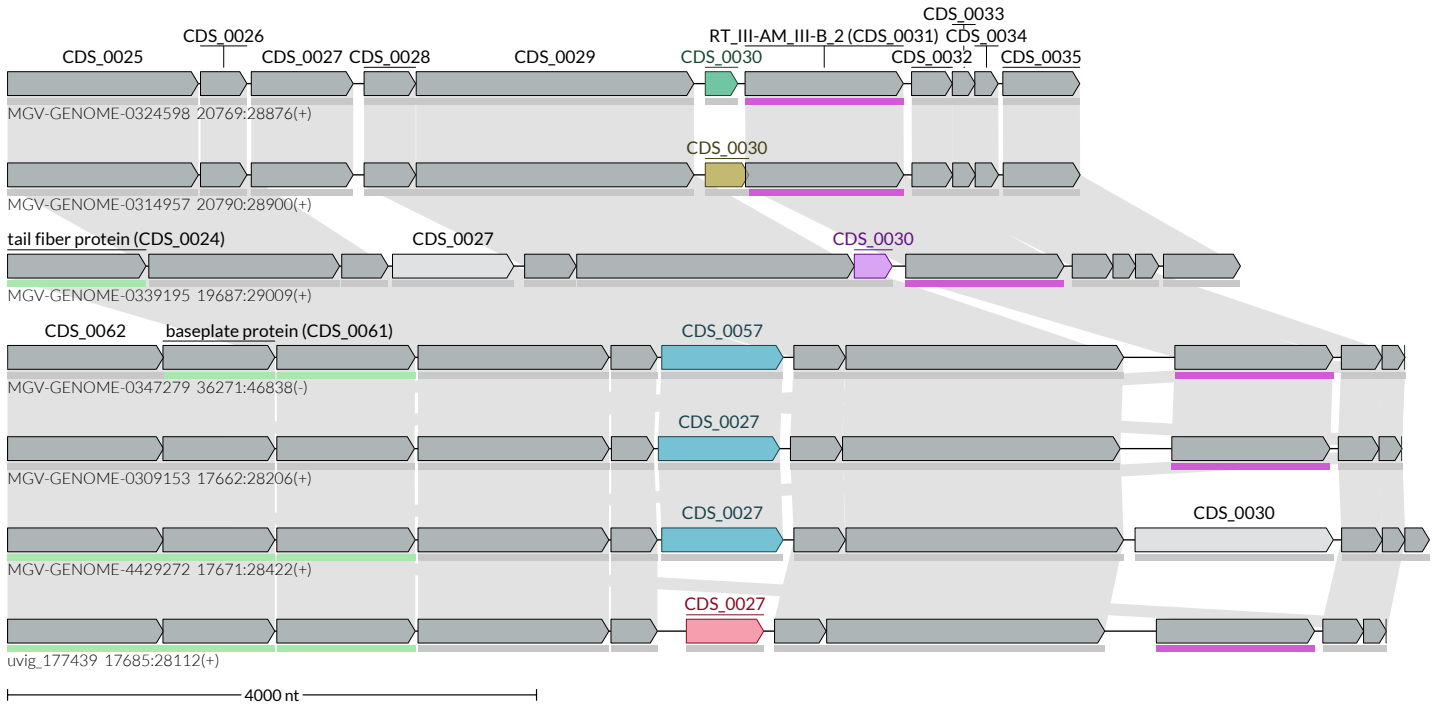 CDS_0033
CDS_0026 RT_III-AM_III-B_2 (CDS_0031) CDS_0034
CDS_0025 CDS_0027 CDS_0028 CDS_0029 CDS_0030 CDS_0032 CDS_0035
MGV-GENOME-0324598 20769:28876(+)
CDS_0030
MGV-GENOME-0314957 20790:28900(+)
tail fiber protein (CDS_0024) CDS_0027 CDS_0030
MGV-GENOME-0339195 19687:29009(+)
CDS_0062 baseplate protein (CDS_0061) CDS_0057
MGV-GENOME-0347279 36271:46838(-)
CDS_0027
MGV-GENOME-0309153 17662:28206(+)
CDS_0027 CDS_0030
MGV-GENOME-4429272 17671:28422(+)
CDS_0027
uvig_177439 17685:28112(+)
4000 nt